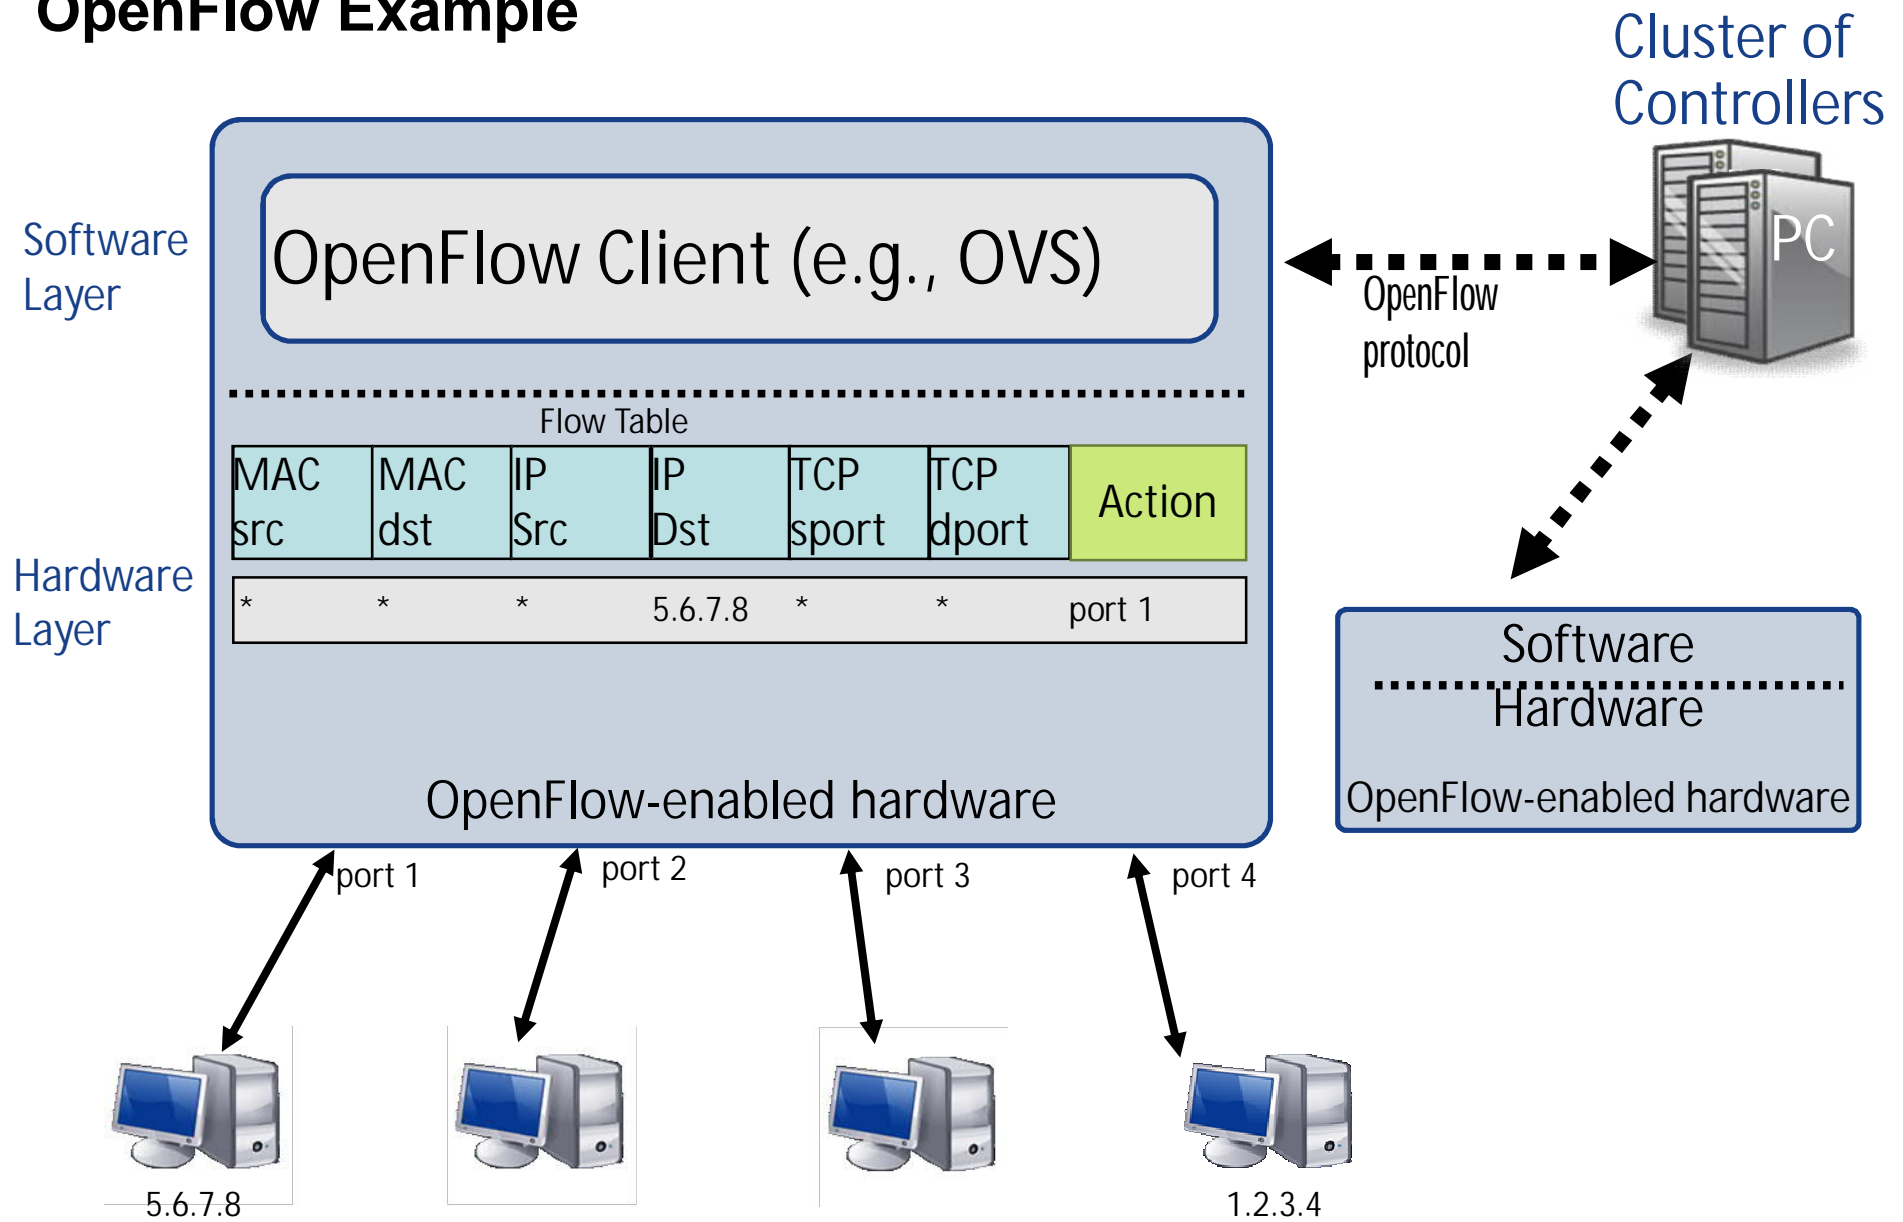 OpenFlow Example
Cluster of
Controllers
PC
Software
Layer
OpenFlow Client (e.g., OVS)
OpenFlow
protocol
Flow Table
MAC
src
MAC
dst
IP
Src
IP
Dst
TCP
sport
TCP
dport
Action
Hardware
Layer
* * * 5.6.7.8 * * port 1
Software
Hardware
OpenFlow-enabled hardware
OpenFlow-enabled hardware
port 1
port 2
port 3
port 4
5.6.7.8
1.2.3.4